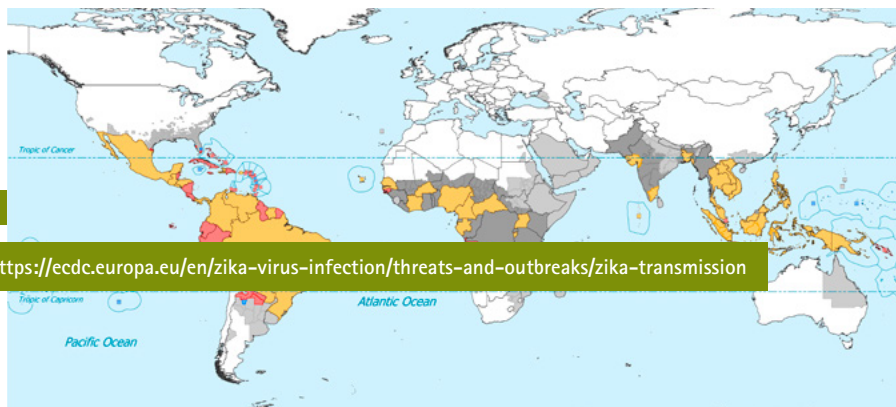 Tropic of Cancer
ttps://ecdc.europa.eu/en/zika-virus-infection/threats-and-outbreaks/zika-transmission
Tropic of Capricorn
Atlantic Ocean
Pacific Ocean